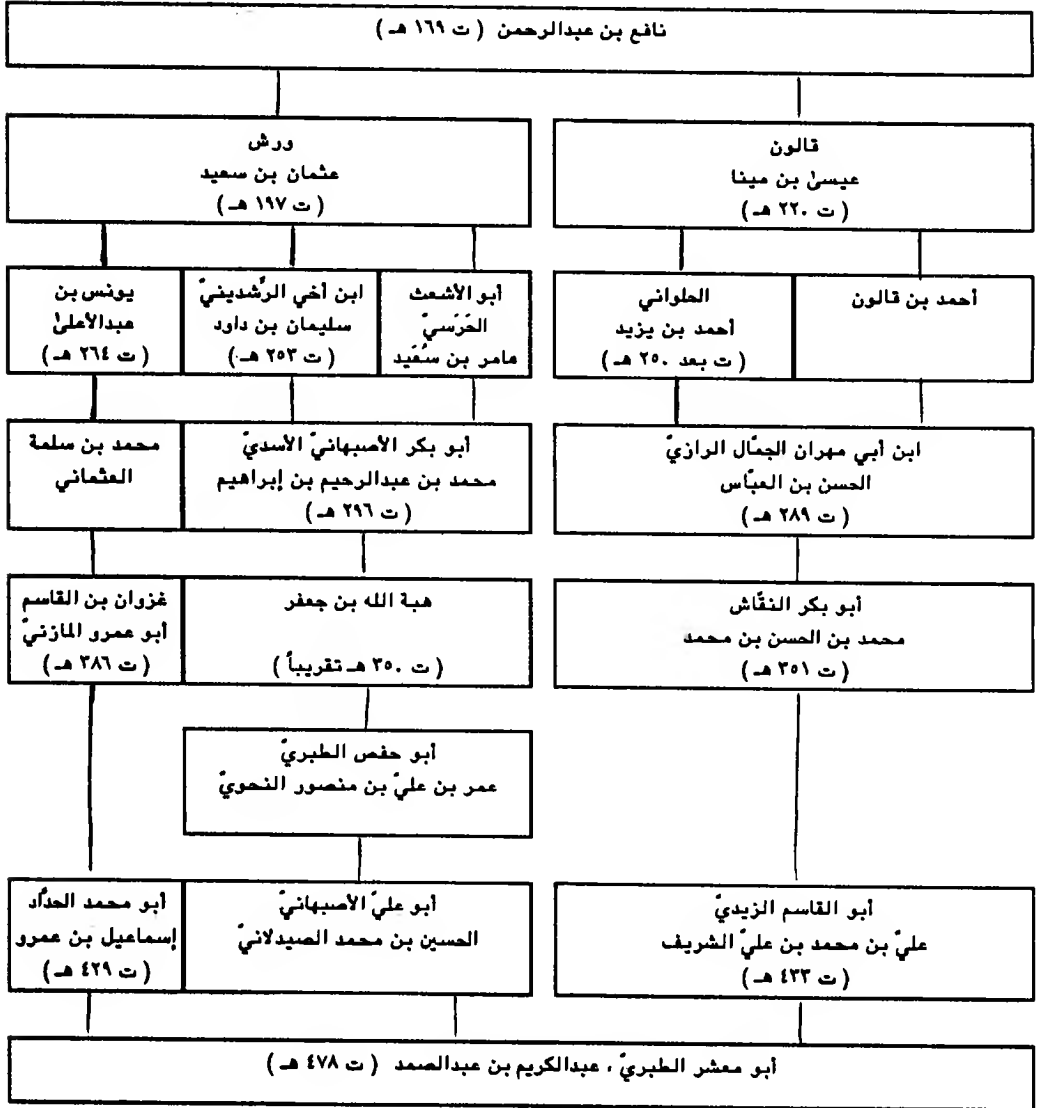 نافع بن عبدالرحمن ( ت ١٦٩ هـ )
قالون
عيسىٰ بن مينا
( ت ٢٢٠ هـ )
ورش
عثمان بن سعيد
( ت ١٩٧ هـ )
أحمد بن قالون
الحلواني
أحمد بن يزيد
( ت بعد ٢٥٠ هـ )
أبو الأشعث
الحَرَسيّ
عامر بن سُعَيد
ابن أخي الرِّشدينيّ
سليمان بن داود
( ت ٢٥٣ هـ )
يونس بن
عبدالأعلىٰ
( ت ٢٦٤ هـ )
ابن أبي مهران الجمّال الرازيّ
الحسن بن العبّاس
( ت ٢٨٩ هـ )
أبو بكر الأصبهانيّ الأسديّ
محمد بن عبدالرحيم بن إبراهيم
( ت ٢٩٦ هـ )
محمد بن سلمة
العثماني
أبو بكر النقّاش
محمد بن الحسن بن محمد
( ت ٣٥١ هـ )
هبة الله بن جعفر
( ت ٣٥٠ هـ تقريباً )
غزوان بن القاسم
أبو عمرو المازنيّ
( ت ٣٨٦ هـ )
أبو حفص الطبريّ
عمر بن عليّ بن منصور النحويّ
أبو القاسم الزيديّ
عليّ بن محمد بن عليّ الشريف
( ت ٤٣٣ هـ )
أبو عليّ الأصبهانيّ
الحسين بن محمد الصيدلانيّ
أبو محمد الحدّاد
إسماعيل بن عمرو
( ت ٤٢٩ هـ )
أبو معشر الطبريّ ، عبدالكريم بن عبدالصمد ( ت ٤٧٨ هـ )